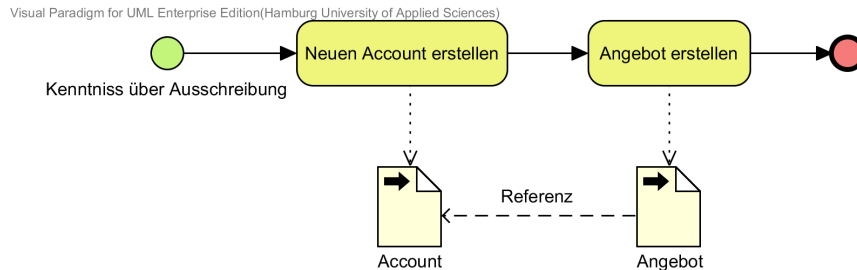 Visual Paradigm for UML Enterprise Edition(Hamburg University of Applied Sciences)
Neuen Account erstellen
Angebot erstellen
Kenntniss über Ausschreibung
Referenz
Account
Angebot